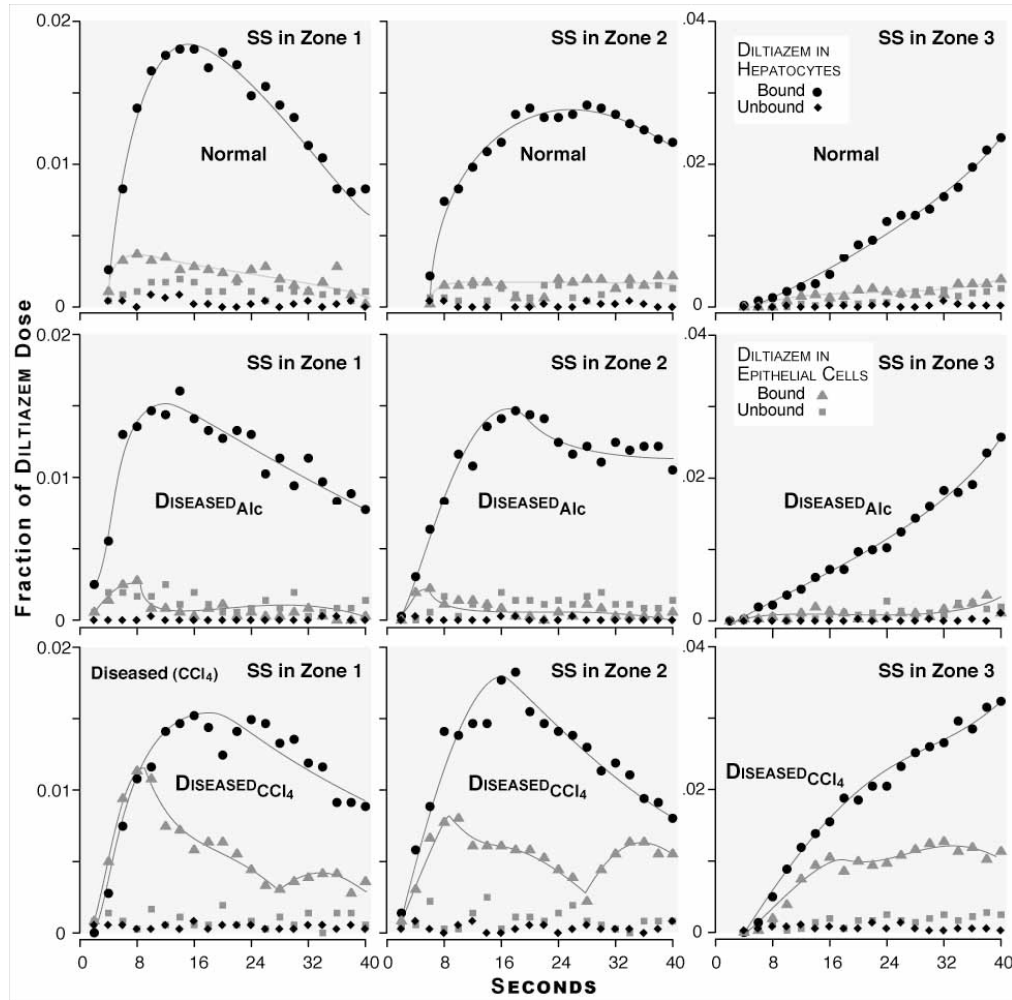 Fraction of Diltiazem Dose
0.02
0.01
0
SS in Zone 1
Normal
SS in Zone 2
Normal
.04
.02
0
SS in Zone 3
Diltiazem in
Hepatocytes
Bound
Unbound
Normal
0.02
0.01
0
SS in Zone 1
DiseasedAlc
SS in Zone 2
DiseasedAlc
.04
.02
0
SS in Zone 3
Diltiazem in
Epithelial Cells
Bound
Unbound
DiseasedAlc
0.02
0.01
0
SS in Zone 1
Diseased (CCl4)
DiseasedCCl4
SS in Zone 2
DiseasedCCl4
.04
.02
0
SS in Zone 3
DiseasedCCl4
0 8 16 24 32 40
8 16 24 32 40
8 16 24 32 40
Seconds